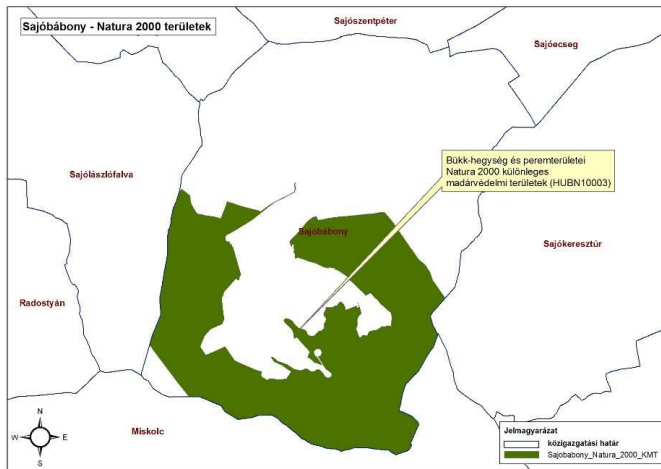 Sajóbábony - Natura 2000 területek
Sajószentpéter
Sajóecseg
Bükk-hegység és peremterületei
Natura 2000 különleges
madárvédelmi területek (HUBN10003)
Sajólászlófalva
Sajóbábony
Sajókeresztúr
Radostyán
Miskolc
N
W E
S
Jelmagyarázat
közigazgatási határ
Sajobabony_Natura_2000_KMT